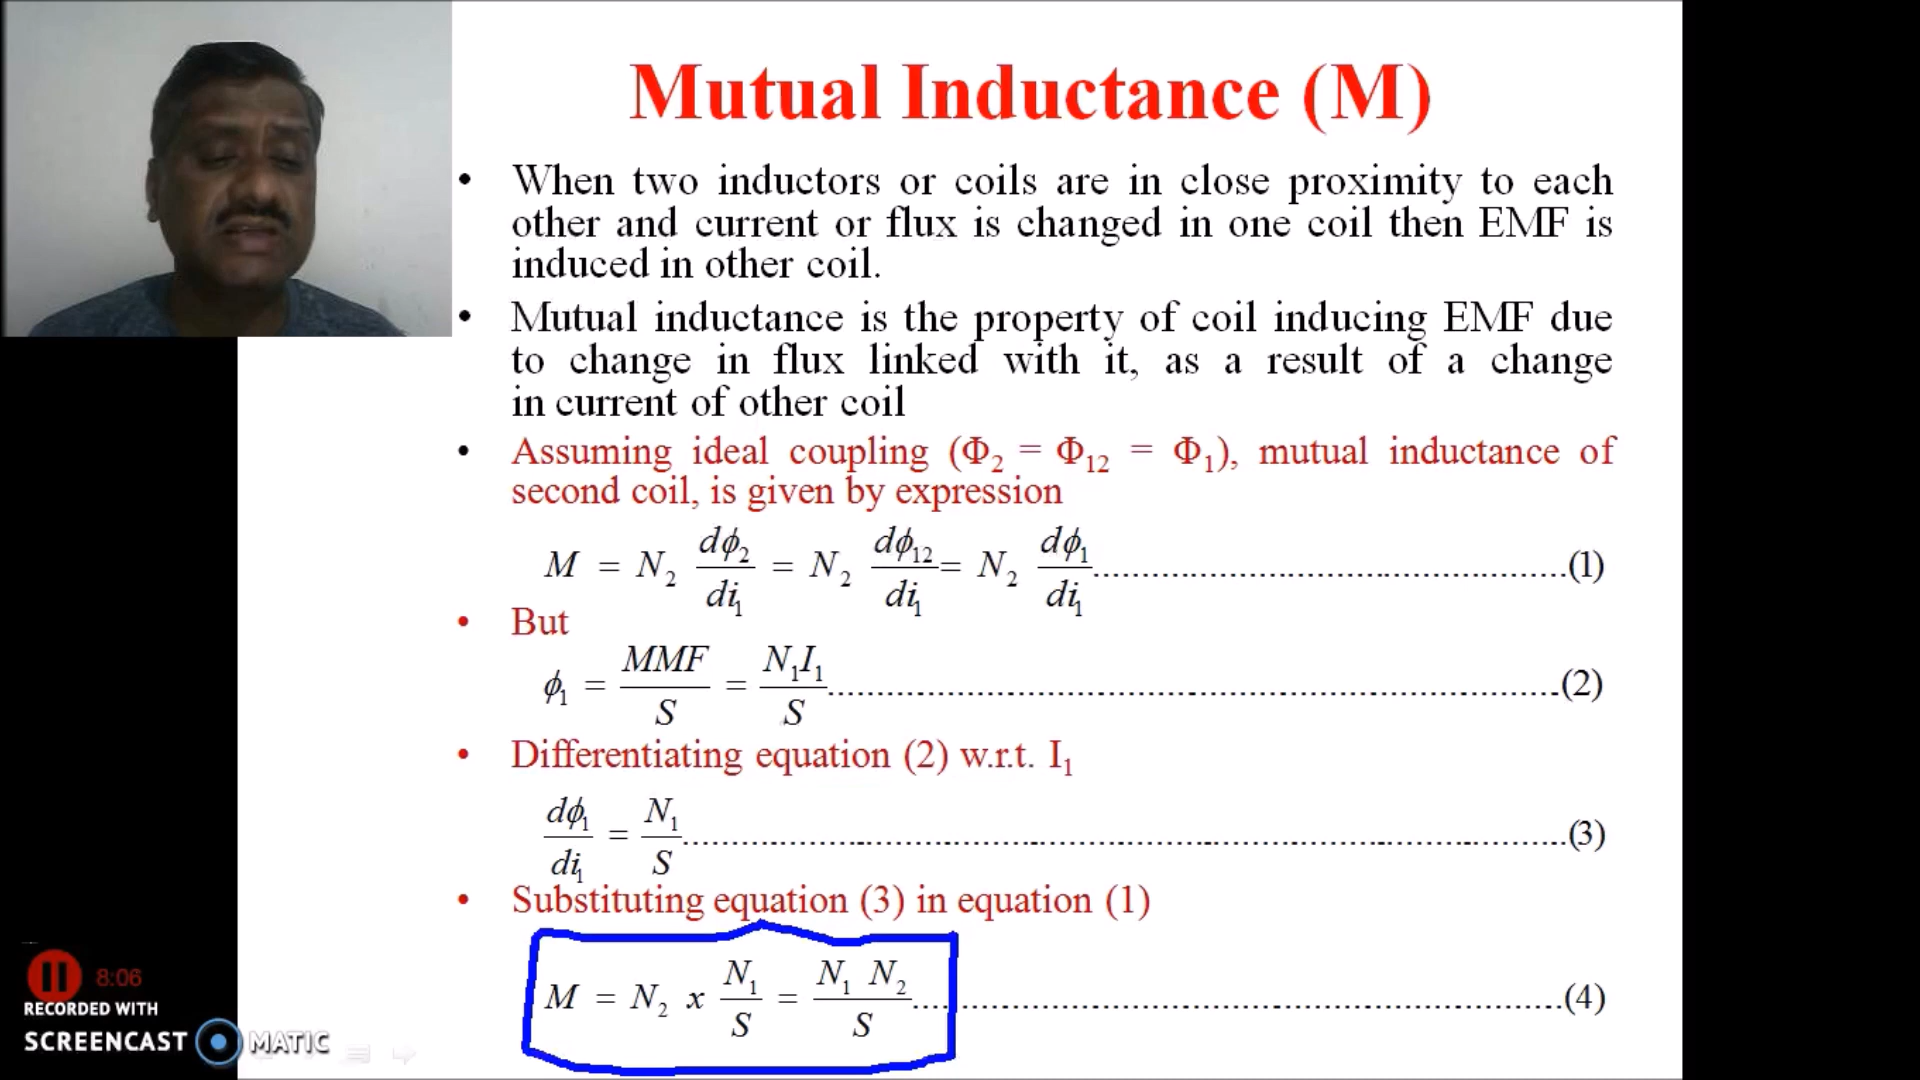 Mutual Inductance (M)
• When two inductors or coils are in close proximity to each
other and current or flux is changed in one coil then EMF is
induced in other coil.
• Mutual inductance is the property of coil inducing EMF due
to change in flux linked with it, as a result of a change
in current of other coil
• Assuming ideal coupling (Φ₂ = Φ₁₂ = Φ₁), mutual inductance of
second coil, is given by expression
M = N₂ dϕ₂/di₁ = N₂ dϕ₁₂/di₁ = N₂ dϕ₁/di₁ ........................................(1)
• But
ϕ₁ = MMF/S = N₁I₁/S ........................................(2)
• Differentiating equation (2) w.r.t. I₁
dϕ₁/di₁ = N₁/S ........................................(3)
• Substituting equation (3) in equation (1)
M = N₂ x N₁/S = N₁ N₂/S ........................................(4)
8:06
RECORDED WITH
SCREENCAST MATIC